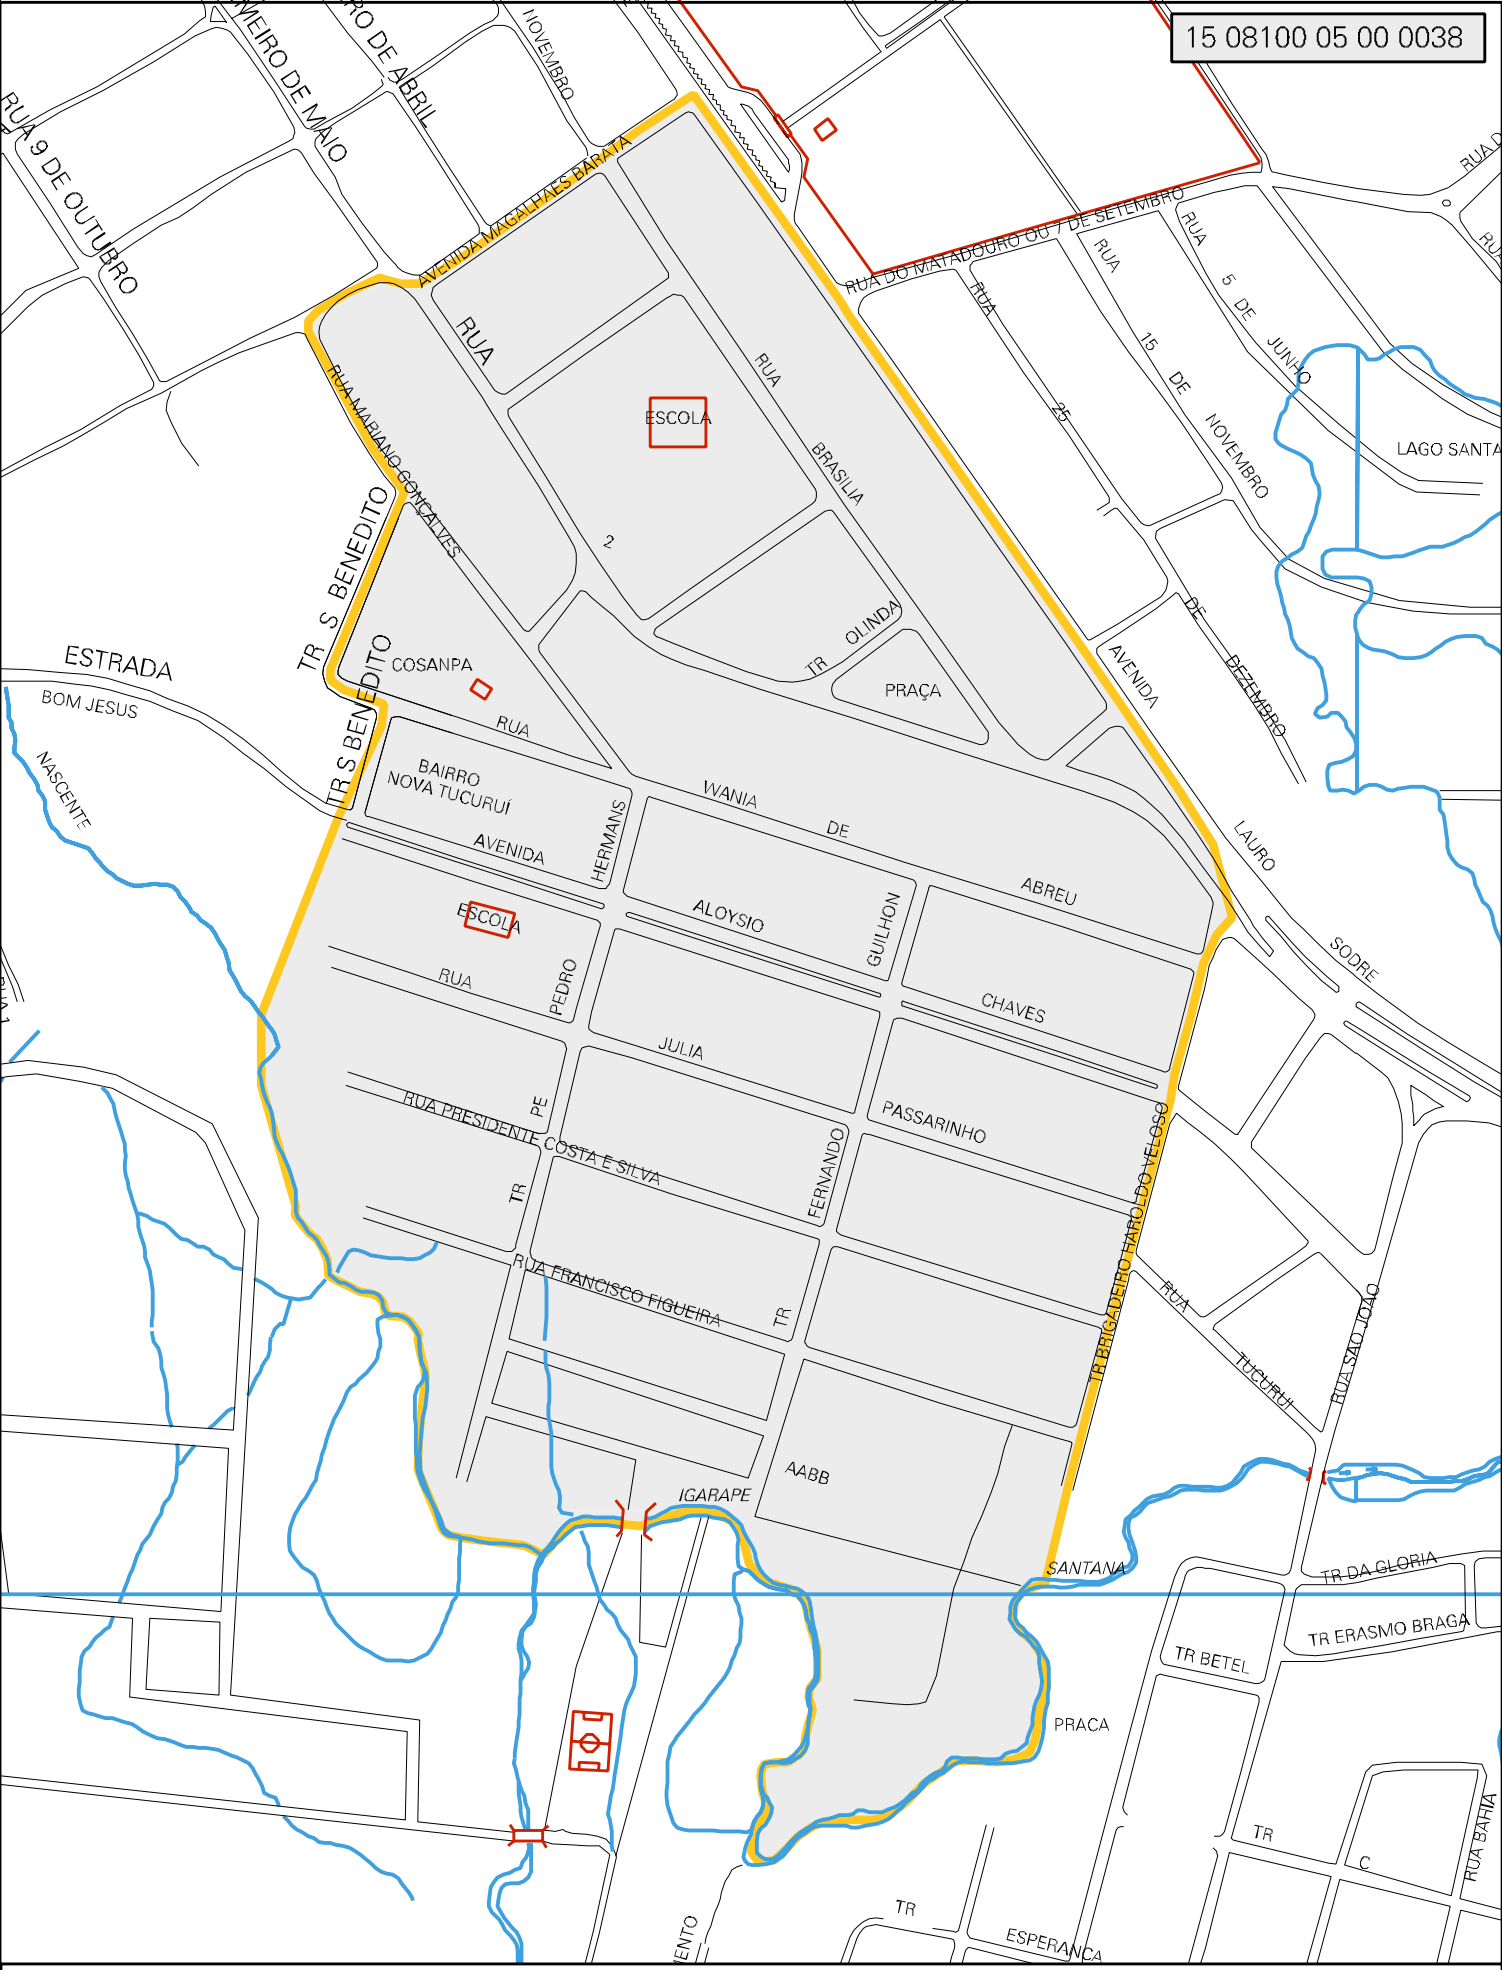 15 08100 05 00 0038
MEIRO DE MAIO
RO DE ABRIL
NOVEMBRO
RUA 9 DE OUTUBRO
AVENIDA MAGALHAES BARATA
RUA DO MATADOURO OU 7 DE SETEMBRO
RUA D
RUA
RUA
5
DE
JUNHO
RUA
15
DE
NOVEMBRO
RUA
25
DE
DEZEMBRO
LAGO SANTA
RUA
2
RUA MARIANO GONÇALVES
ESCOLA
RUA
BRASILIA
TR S BENEDITO
TR OLINDA
PRAÇA
COSANPA
ESTRADA
BOM JESUS
NASCENTE
TR S BENEDITO
RUA
WANIA
DE
ABREU
BAIRRO
NOVA TUCURUÍ
HERMANS
AVENIDA
ALOYSIO
CHAVES
GUILHON
AVENIDA
LAURO
SODRE
ESCOLA
RUA
PEDRO
JULIA
PASSARINHO
PE
RUA PRESIDENTE COSTA E SILVA
FERNANDO
TR
TR BRIGADEIRO HAROLDO VELOSO
RUA FRANCISCO FIGUEIRA
TR
RUA
TUCURUI
RUA SAO JOAO
AABB
IGARAPE
SANTANA
TR DA GLORIA
TR ERASMO BRAGA
TR BETEL
PRACA
TR
C
RUA BAHIA
TR
ESPERANCA
MENTO
RUA 1